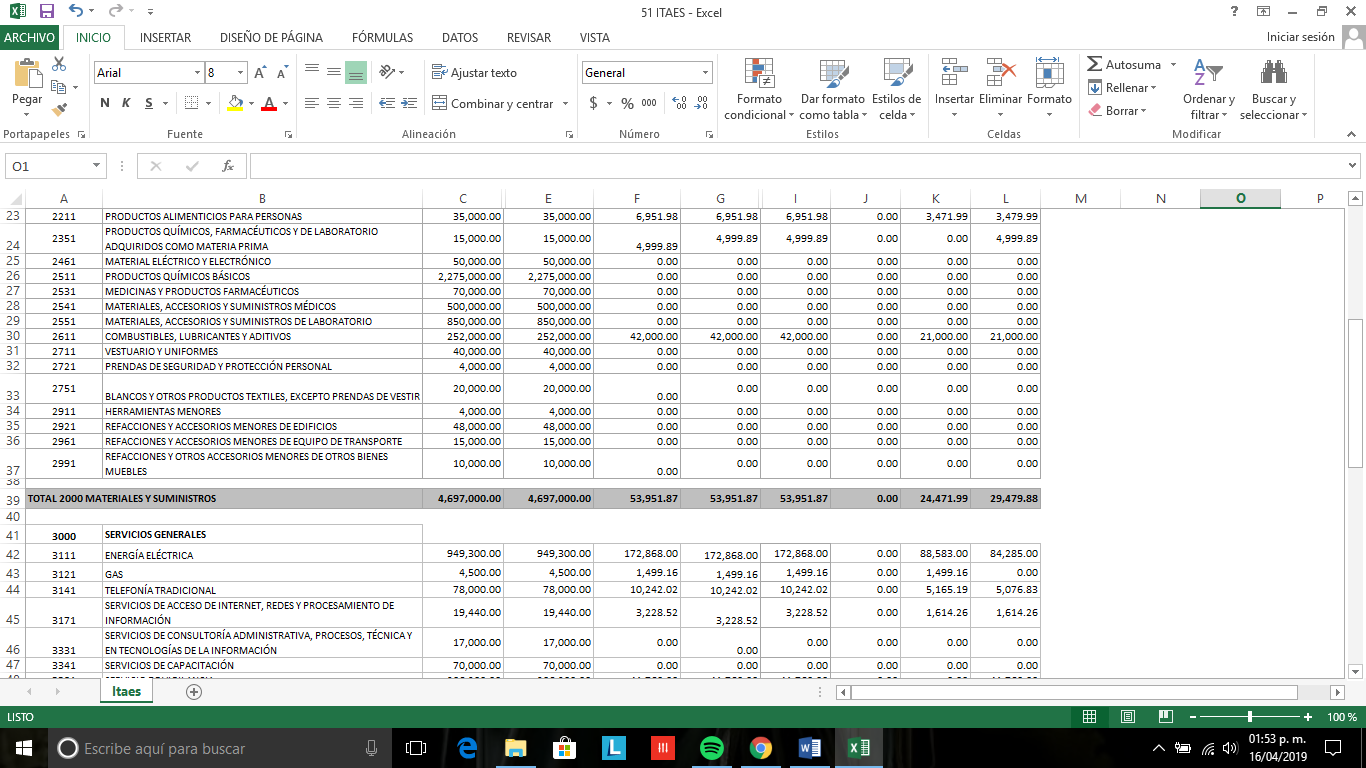 51 ITAES - Excel
ARCHIVO INICIO INSERTAR DISEÑO DE PÁGINA FÓRMULAS DATOS REVISAR VISTA Iniciar sesión
Pegar
Arial 8
N K S
Ajustar texto
Combinar y centrar
General
$ % 000
Formato condicional
Dar formato como tabla
Estilos de celda
Insertar Eliminar Formato
Autosuma
Rellenar
Borrar
Ordenar y filtrar
Buscar y seleccionar
Portapapeles Fuente Alineación Número Estilos Celdas Modificar
O1 fx
A B C E F G I J K L M N O P
23 2211 PRODUCTOS ALIMENTICIOS PARA PERSONAS 35,000.00 35,000.00 6,951.98 6,951.98 6,951.98 0.00 3,471.99 3,479.99
24 2351 PRODUCTOS QUÍMICOS, FARMACÉUTICOS Y DE LABORATORIO
ADQUIRIDOS COMO MATERIA PRIMA 15,000.00 15,000.00 4,999.89 4,999.89 4,999.89 0.00 0.00 4,999.89
25 2461 MATERIAL ELÉCTRICO Y ELECTRÓNICO 50,000.00 50,000.00 0.00 0.00 0.00 0.00 0.00 0.00
26 2511 PRODUCTOS QUÍMICOS BÁSICOS 2,275,000.00 2,275,000.00 0.00 0.00 0.00 0.00 0.00 0.00
27 2531 MEDICINAS Y PRODUCTOS FARMACÉUTICOS 70,000.00 70,000.00 0.00 0.00 0.00 0.00 0.00 0.00
28 2541 MATERIALES, ACCESORIOS Y SUMINISTROS MÉDICOS 500,000.00 500,000.00 0.00 0.00 0.00 0.00 0.00 0.00
29 2551 MATERIALES, ACCESORIOS Y SUMINISTROS DE LABORATORIO 850,000.00 850,000.00 0.00 0.00 0.00 0.00 0.00 0.00
30 2611 COMBUSTIBLES, LUBRICANTES Y ADITIVOS 252,000.00 252,000.00 42,000.00 42,000.00 42,000.00 0.00 21,000.00 21,000.00
31 2711 VESTUARIO Y UNIFORMES 40,000.00 40,000.00 0.00 0.00 0.00 0.00 0.00 0.00
32 2721 PRENDAS DE SEGURIDAD Y PROTECCIÓN PERSONAL 4,000.00 4,000.00 0.00 0.00 0.00 0.00 0.00 0.00
33 2751 BLANCOS Y OTROS PRODUCTOS TEXTILES, EXCEPTO PRENDAS DE VESTIR 20,000.00 20,000.00 0.00 0.00 0.00 0.00 0.00 0.00
34 2911 HERRAMIENTAS MENORES 4,000.00 4,000.00 0.00 0.00 0.00 0.00 0.00 0.00
35 2921 REFACCIONES Y ACCESORIOS MENORES DE EDIFICIOS 48,000.00 48,000.00 0.00 0.00 0.00 0.00 0.00 0.00
36 2961 REFACCIONES Y ACCESORIOS MENORES DE EQUIPO DE TRANSPORTE 15,000.00 15,000.00 0.00 0.00 0.00 0.00 0.00 0.00
37 2991 REFACCIONES Y OTROS ACCESORIOS MENORES DE OTROS BIENES
MUEBLES 10,000.00 10,000.00 0.00 0.00 0.00 0.00 0.00 0.00
38
39 TOTAL 2000 MATERIALES Y SUMINISTROS 4,697,000.00 4,697,000.00 53,951.87 53,951.87 53,951.87 0.00 24,471.99 29,479.88
40
41 3000 SERVICIOS GENERALES
42 3111 ENERGÍA ELÉCTRICA 949,300.00 949,300.00 172,868.00 172,868.00 172,868.00 0.00 88,583.00 84,285.00
43 3121 GAS 4,500.00 4,500.00 1,499.16 1,499.16 1,499.16 0.00 1,499.16 0.00
44 3141 TELEFONÍA TRADICIONAL 78,000.00 78,000.00 10,242.02 10,242.02 10,242.02 0.00 5,165.19 5,076.83
45 3171 SERVICIOS DE ACCESO DE INTERNET, REDES Y PROCESAMIENTO DE
INFORMACIÓN 19,440.00 19,440.00 3,228.52 3,228.52 3,228.52 0.00 1,614.26 1,614.26
46 3331 SERVICIOS DE CONSULTORÍA ADMINISTRATIVA, PROCESOS, TÉCNICA Y
EN TECNOLOGÍAS DE LA INFORMACIÓN 17,000.00 17,000.00 0.00 0.00 0.00 0.00 0.00 0.00
47 3341 SERVICIOS DE CAPACITACIÓN 70,000.00 70,000.00 0.00 0.00 0.00 0.00 0.00 0.00
Itaes
LISTO 100 %
Escribe aquí para buscar
01:53 p. m.
16/04/2019